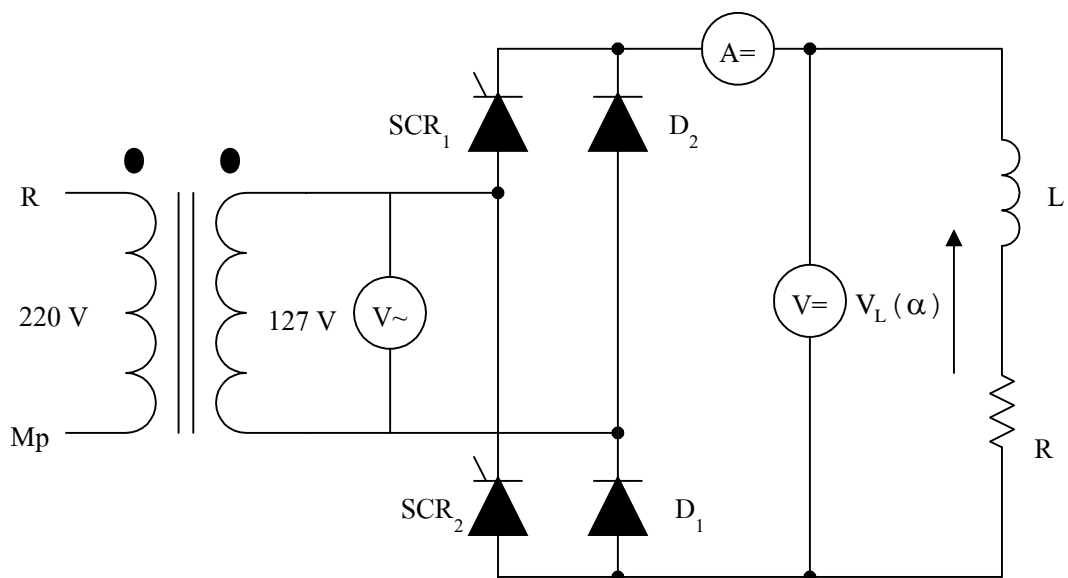 A=
SCR1
D2
R
L
220 V
127 V
V~
V=
VL (α)
Mp
R
SCR2
D1